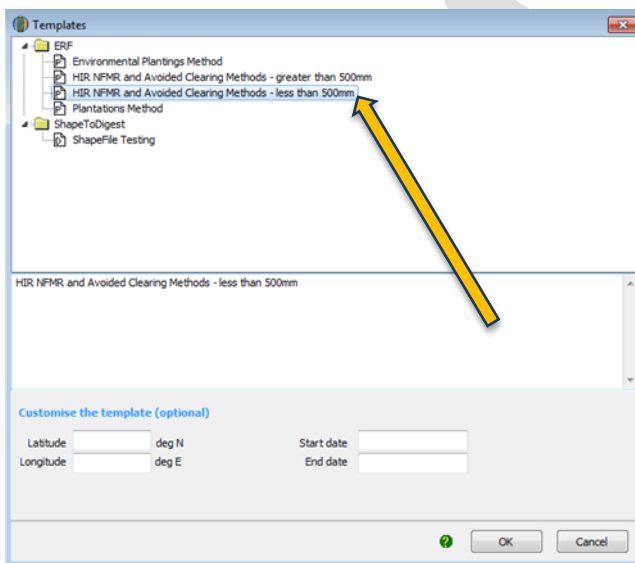 Templates
ERF
Environmental Plantings Method
HIR NFMR and Avoided Clearing Methods - greater than 500mm
HIR NFMR and Avoided Clearing Methods - less than 500mm
Plantations Method
ShapeToDigest
ShapeFile Testing
HIR NFMR and Avoided Clearing Methods - less than 500mm
Customise the template (optional)
Latitude deg N Start date
Longitude deg E End date
OK Cancel